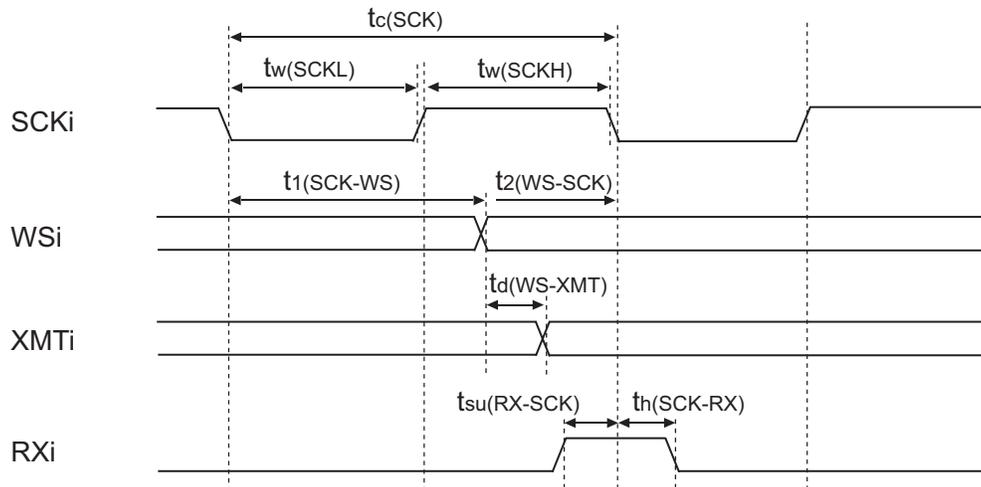 tc(SCK)
tw(SCKL)
tw(SCKH)
SCKi
t1(SCK-WS)
t2(WS-SCK)
WSi
td(WS-XMT)
XMTi
tsu(RX-SCK)
th(SCK-RX)
RXi